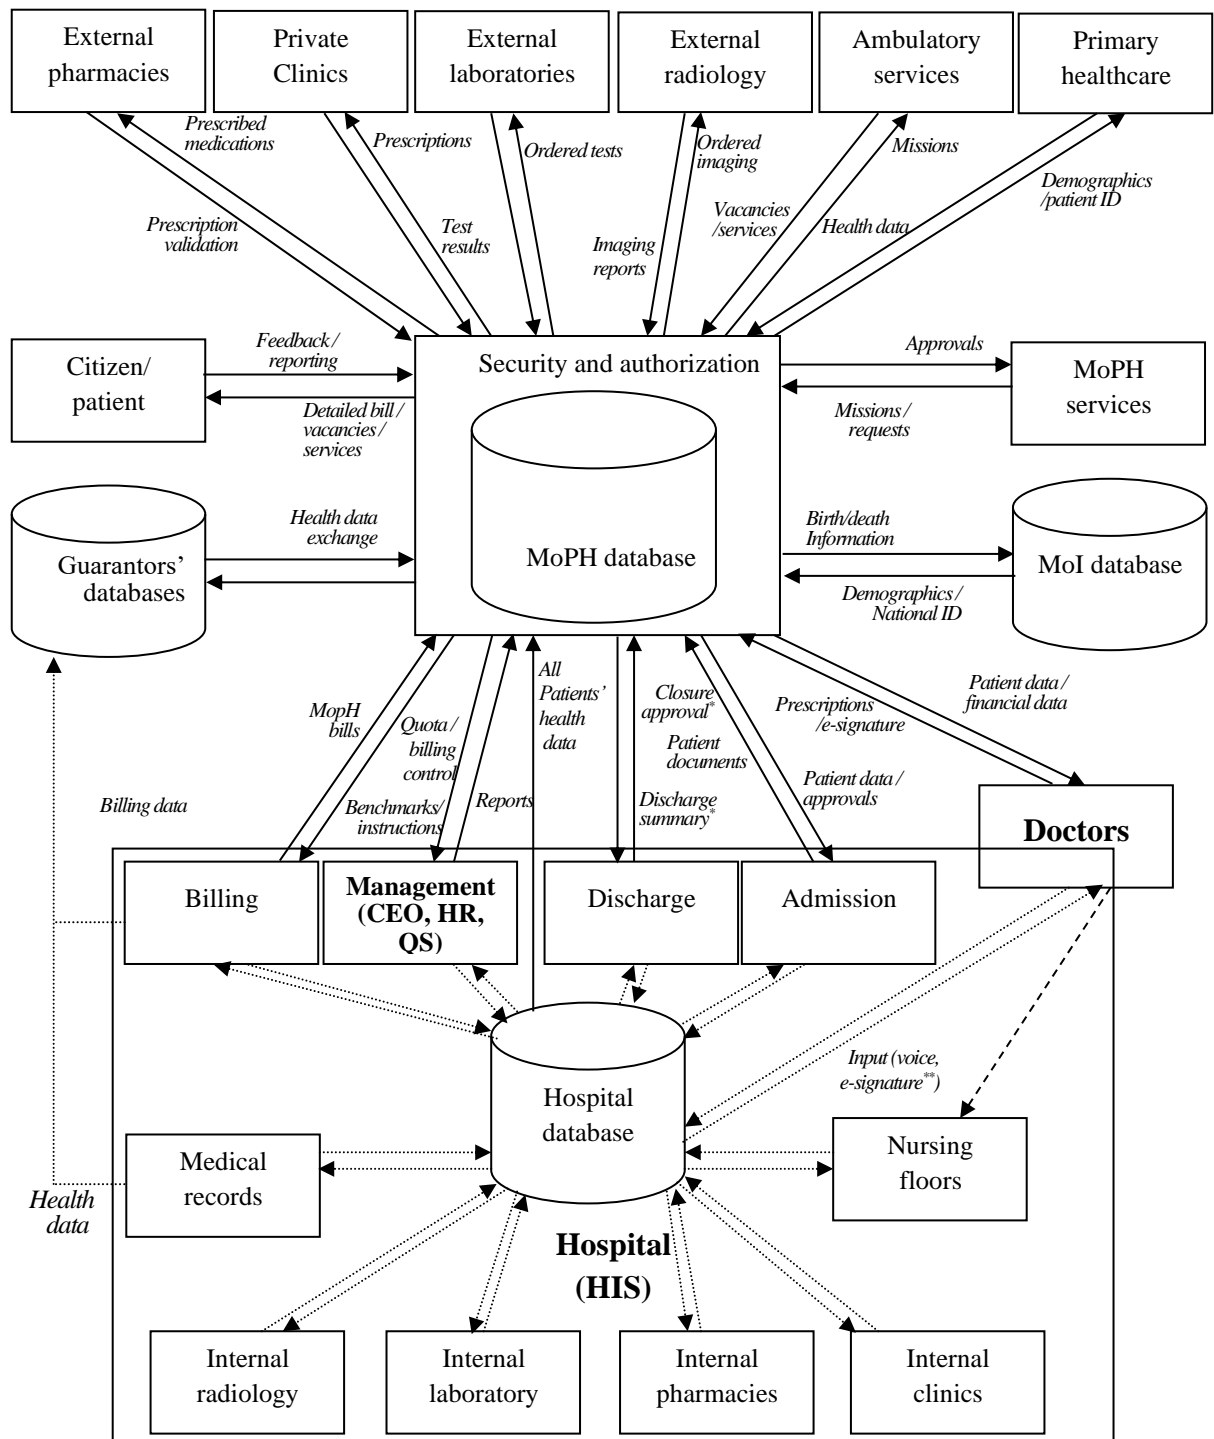 External
pharmacies
Private
Clinics
External
laboratories
External
radiology
Ambulatory
services
Primary
healthcare
Prescribed
medications
Prescriptions
Ordered tests
Ordered
imaging
Missions
Demographics
/patient ID
Prescription
validation
Test
results
Imaging
reports
Vacancies
/services
Health data
Citizen/
patient
Feedback /
reporting
Detailed bill /
vacancies /
services
Security and authorization
MoPH database
Approvals
Missions /
requests
MoPH
services
Guarantors’
databases
Health data
exchange
Birth/death
Information
Demographics /
National ID
MoI database
MopH
bills
Quota /
billing
control
All
Patients’
health
data
Closure
approval*
Patient
documents
Prescriptions
/e-signature
Patient data /
financial data
Billing data
Benchmarks/
instructions
Reports
Discharge
summary*
Patient data /
approvals
Doctors
Billing
Management
(CEO, HR,
QS)
Discharge
Admission
Hospital
database
Input (voice,
e-signature**)
Medical
records
Nursing
floors
Health
data
Hospital
(HIS)
Internal
radiology
Internal
laboratory
Internal
pharmacies
Internal
clinics